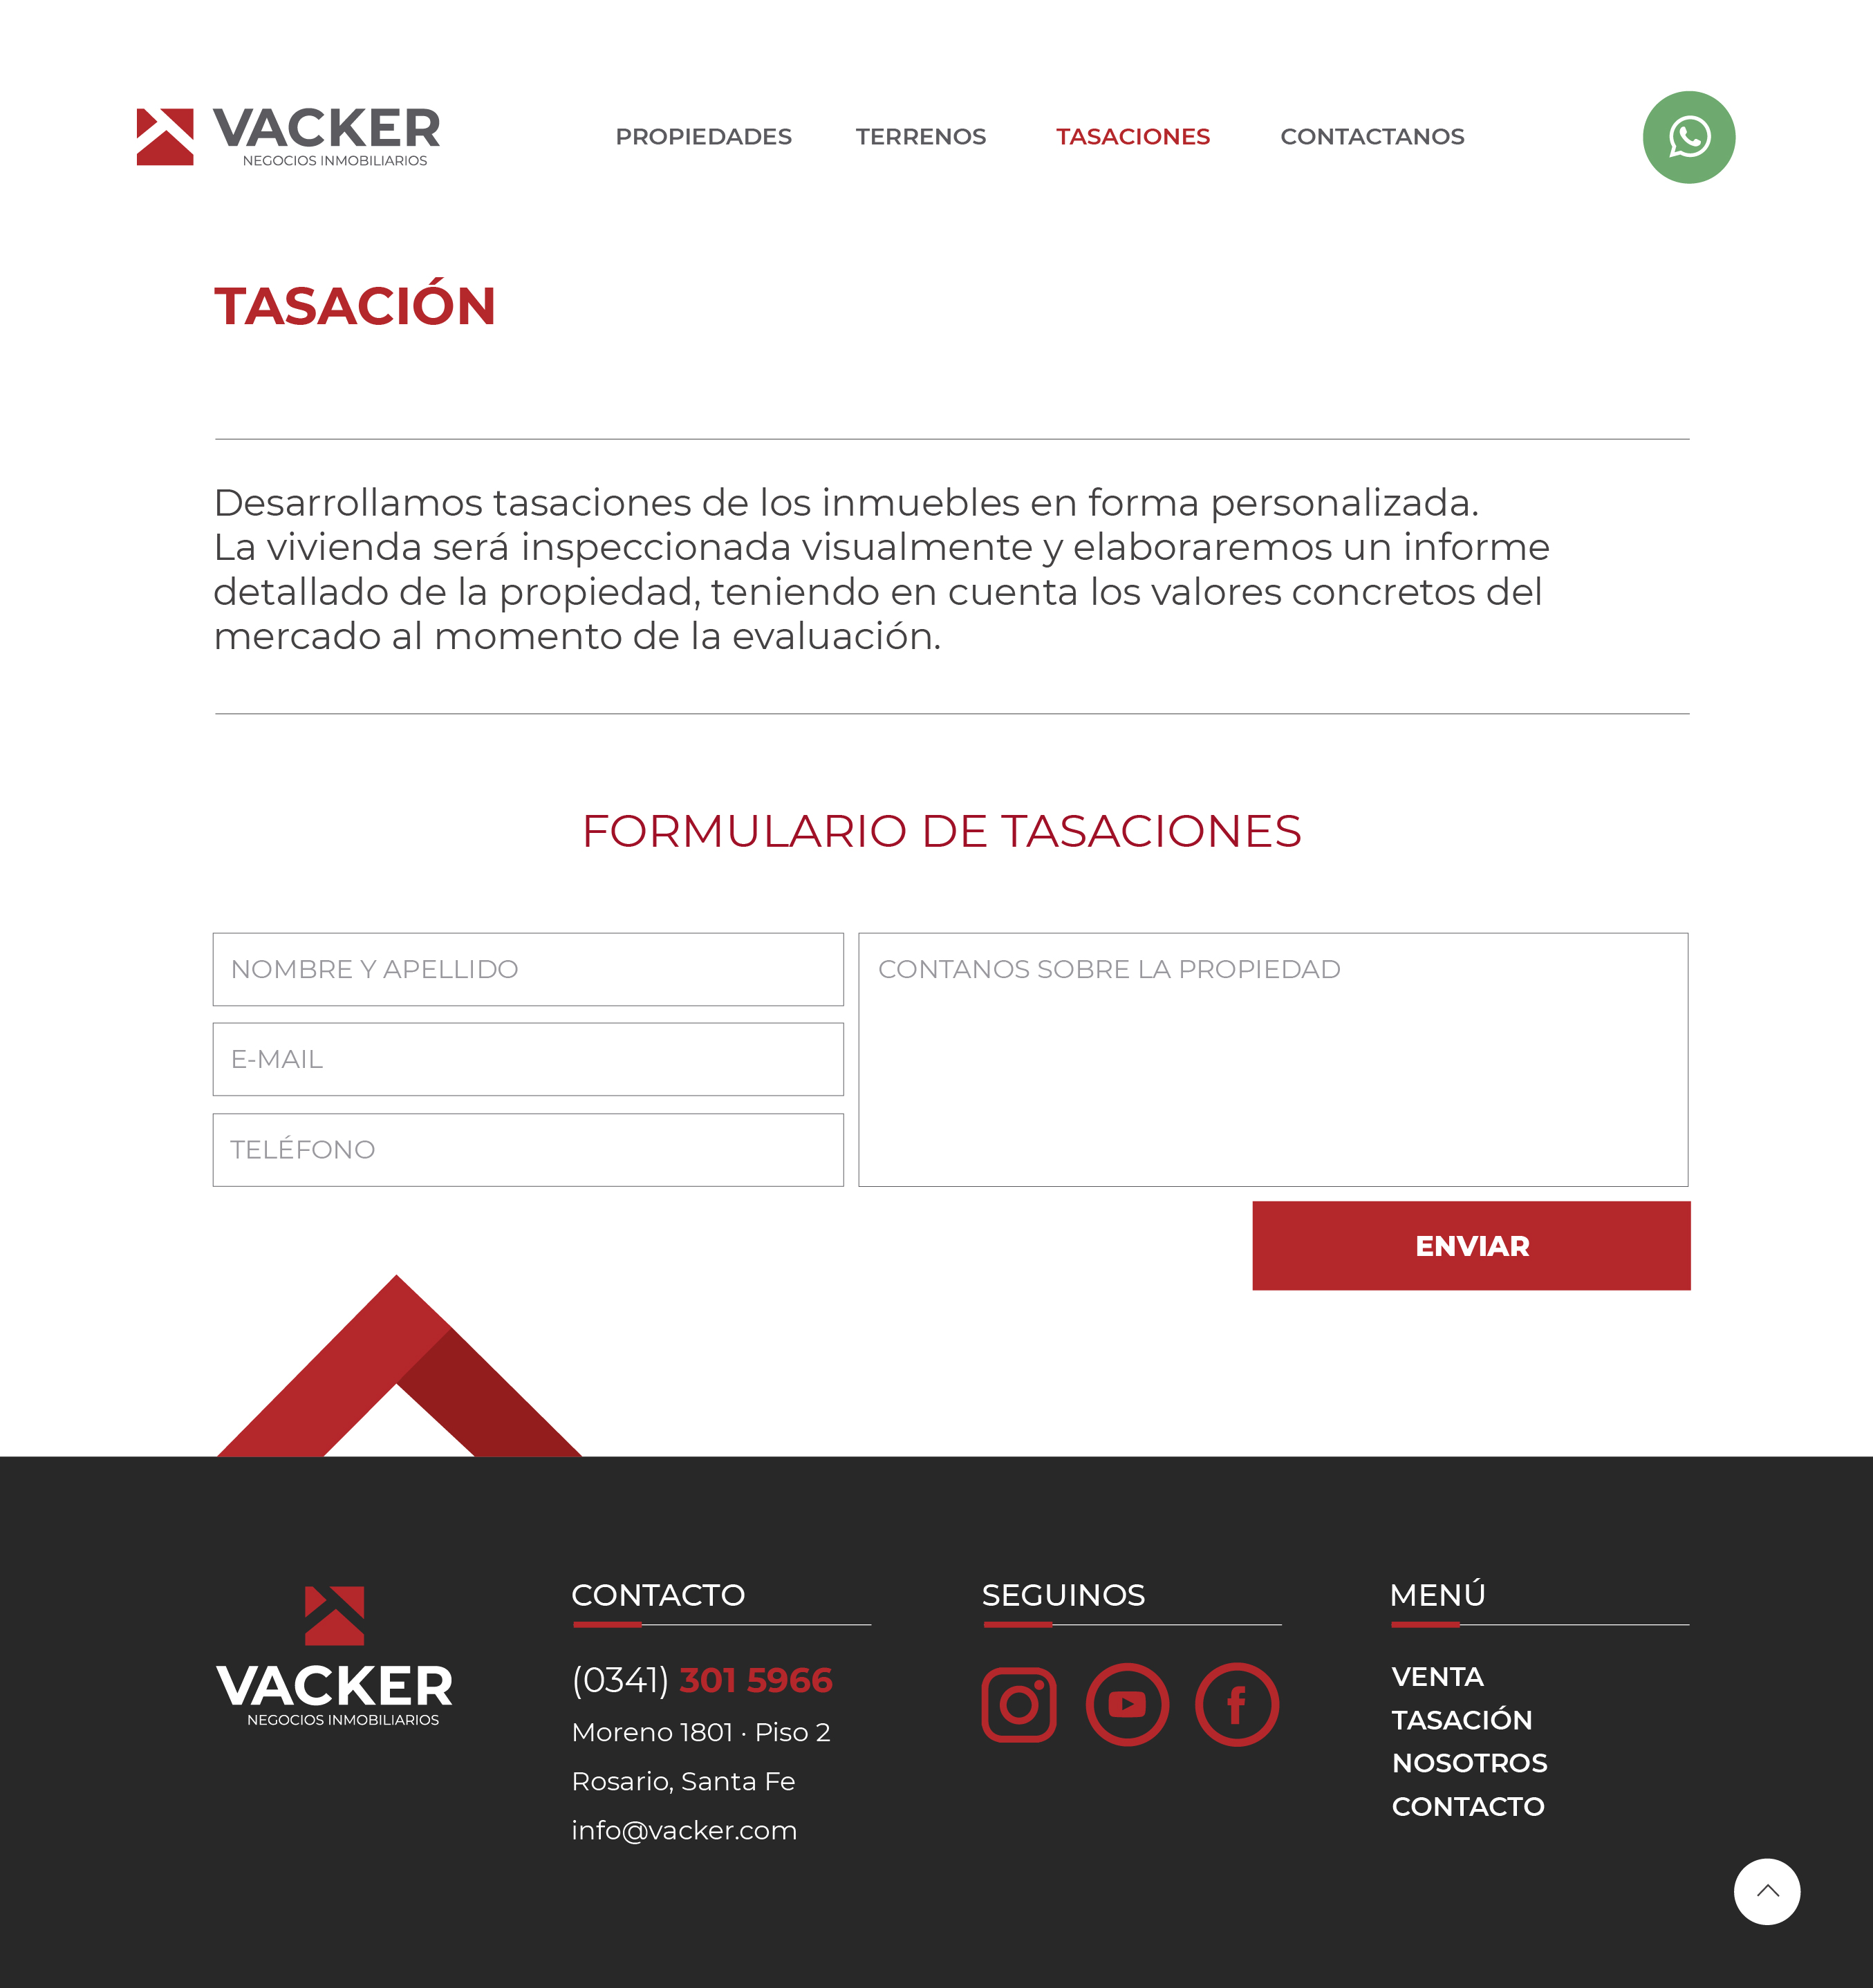 VACKER
NEGOCIOS INMOBILIARIOS
PROPIEDADES
TERRENOS
TASACIONES
CONTACTANOS
TASACIÓN
Desarrollamos tasaciones de los inmuebles en forma personalizada.
La vivienda será inspeccionada visualmente y elaboraremos un informe
detallado de la propiedad, teniendo en cuenta los valores concretos del
mercado al momento de la evaluación.
FORMULARIO DE TASACIONES
NOMBRE Y APELLIDO
E-MAIL
TELÉFONO
CONTANOS SOBRE LA PROPIEDAD
ENVIAR
VACKER
NEGOCIOS INMOBILIARIOS
CONTACTO
(0341) 301 5966
Moreno 1801 · Piso 2
Rosario, Santa Fe
info@vacker.com
SEGUINOS
MENÚ
VENTA
TASACIÓN
NOSOTROS
CONTACTO